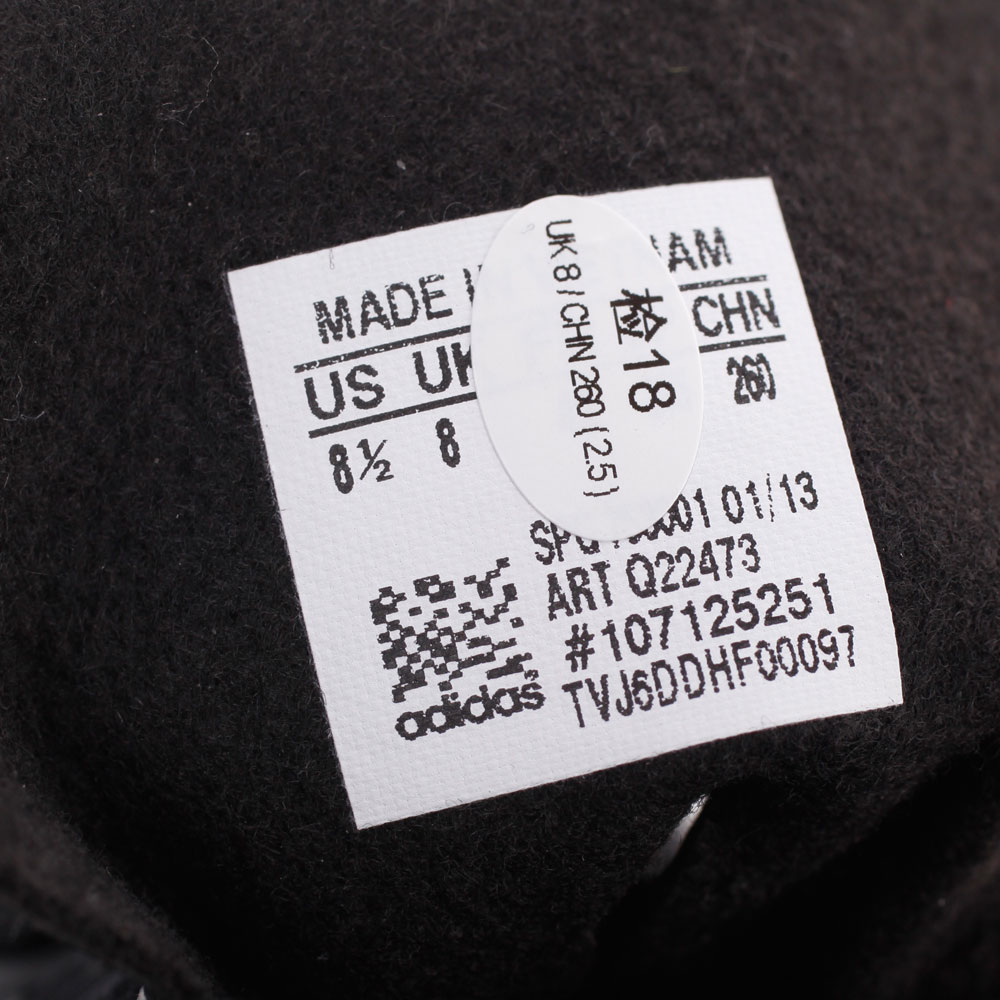 MADE
AM
US UK CHN
8½ 8
ART Q22473
#107125251
TVJ6DDHF00097
adidas
01/13
UK 8 / CHN 260 (2.5)
检18